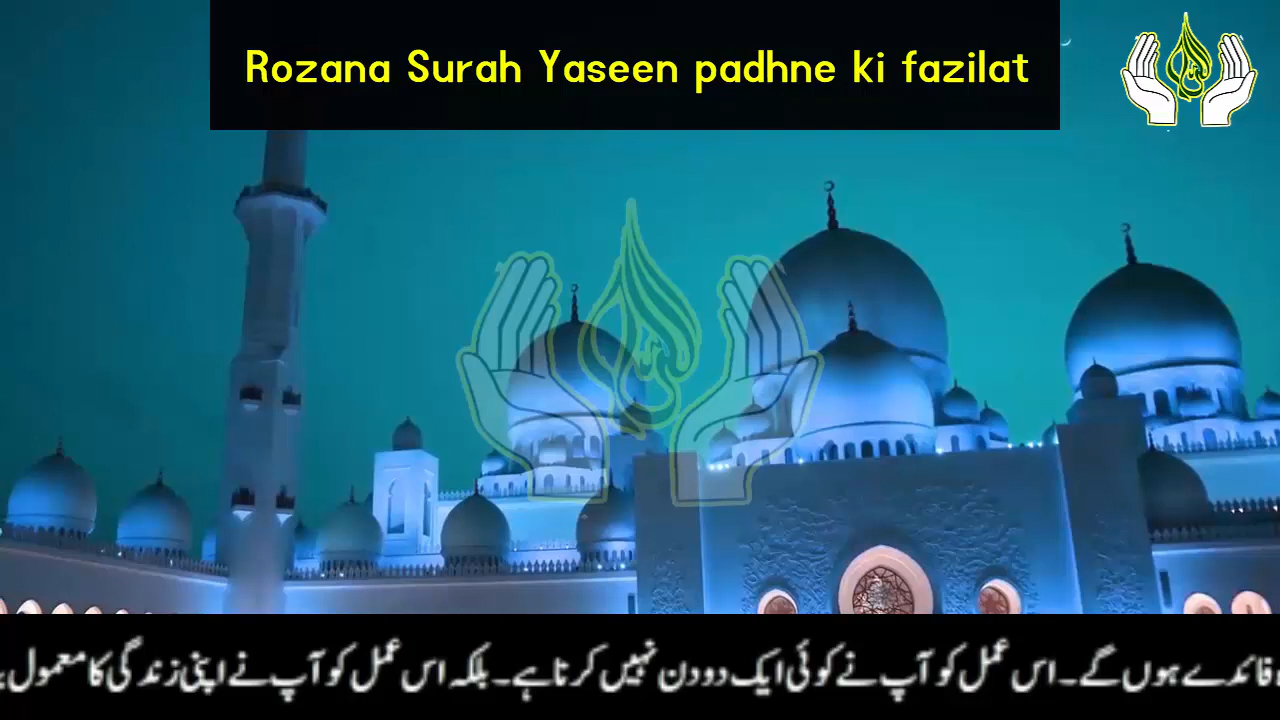 Rozana Surah Yaseen padhne ki fazilat
فائدے ہوں گے۔ اس عمل کو آپ نے کوئی ایک دو دن نہیں کرنا ہے۔ بلکہ اس عمل کو آپ نے اپنی زندگی کا معمول